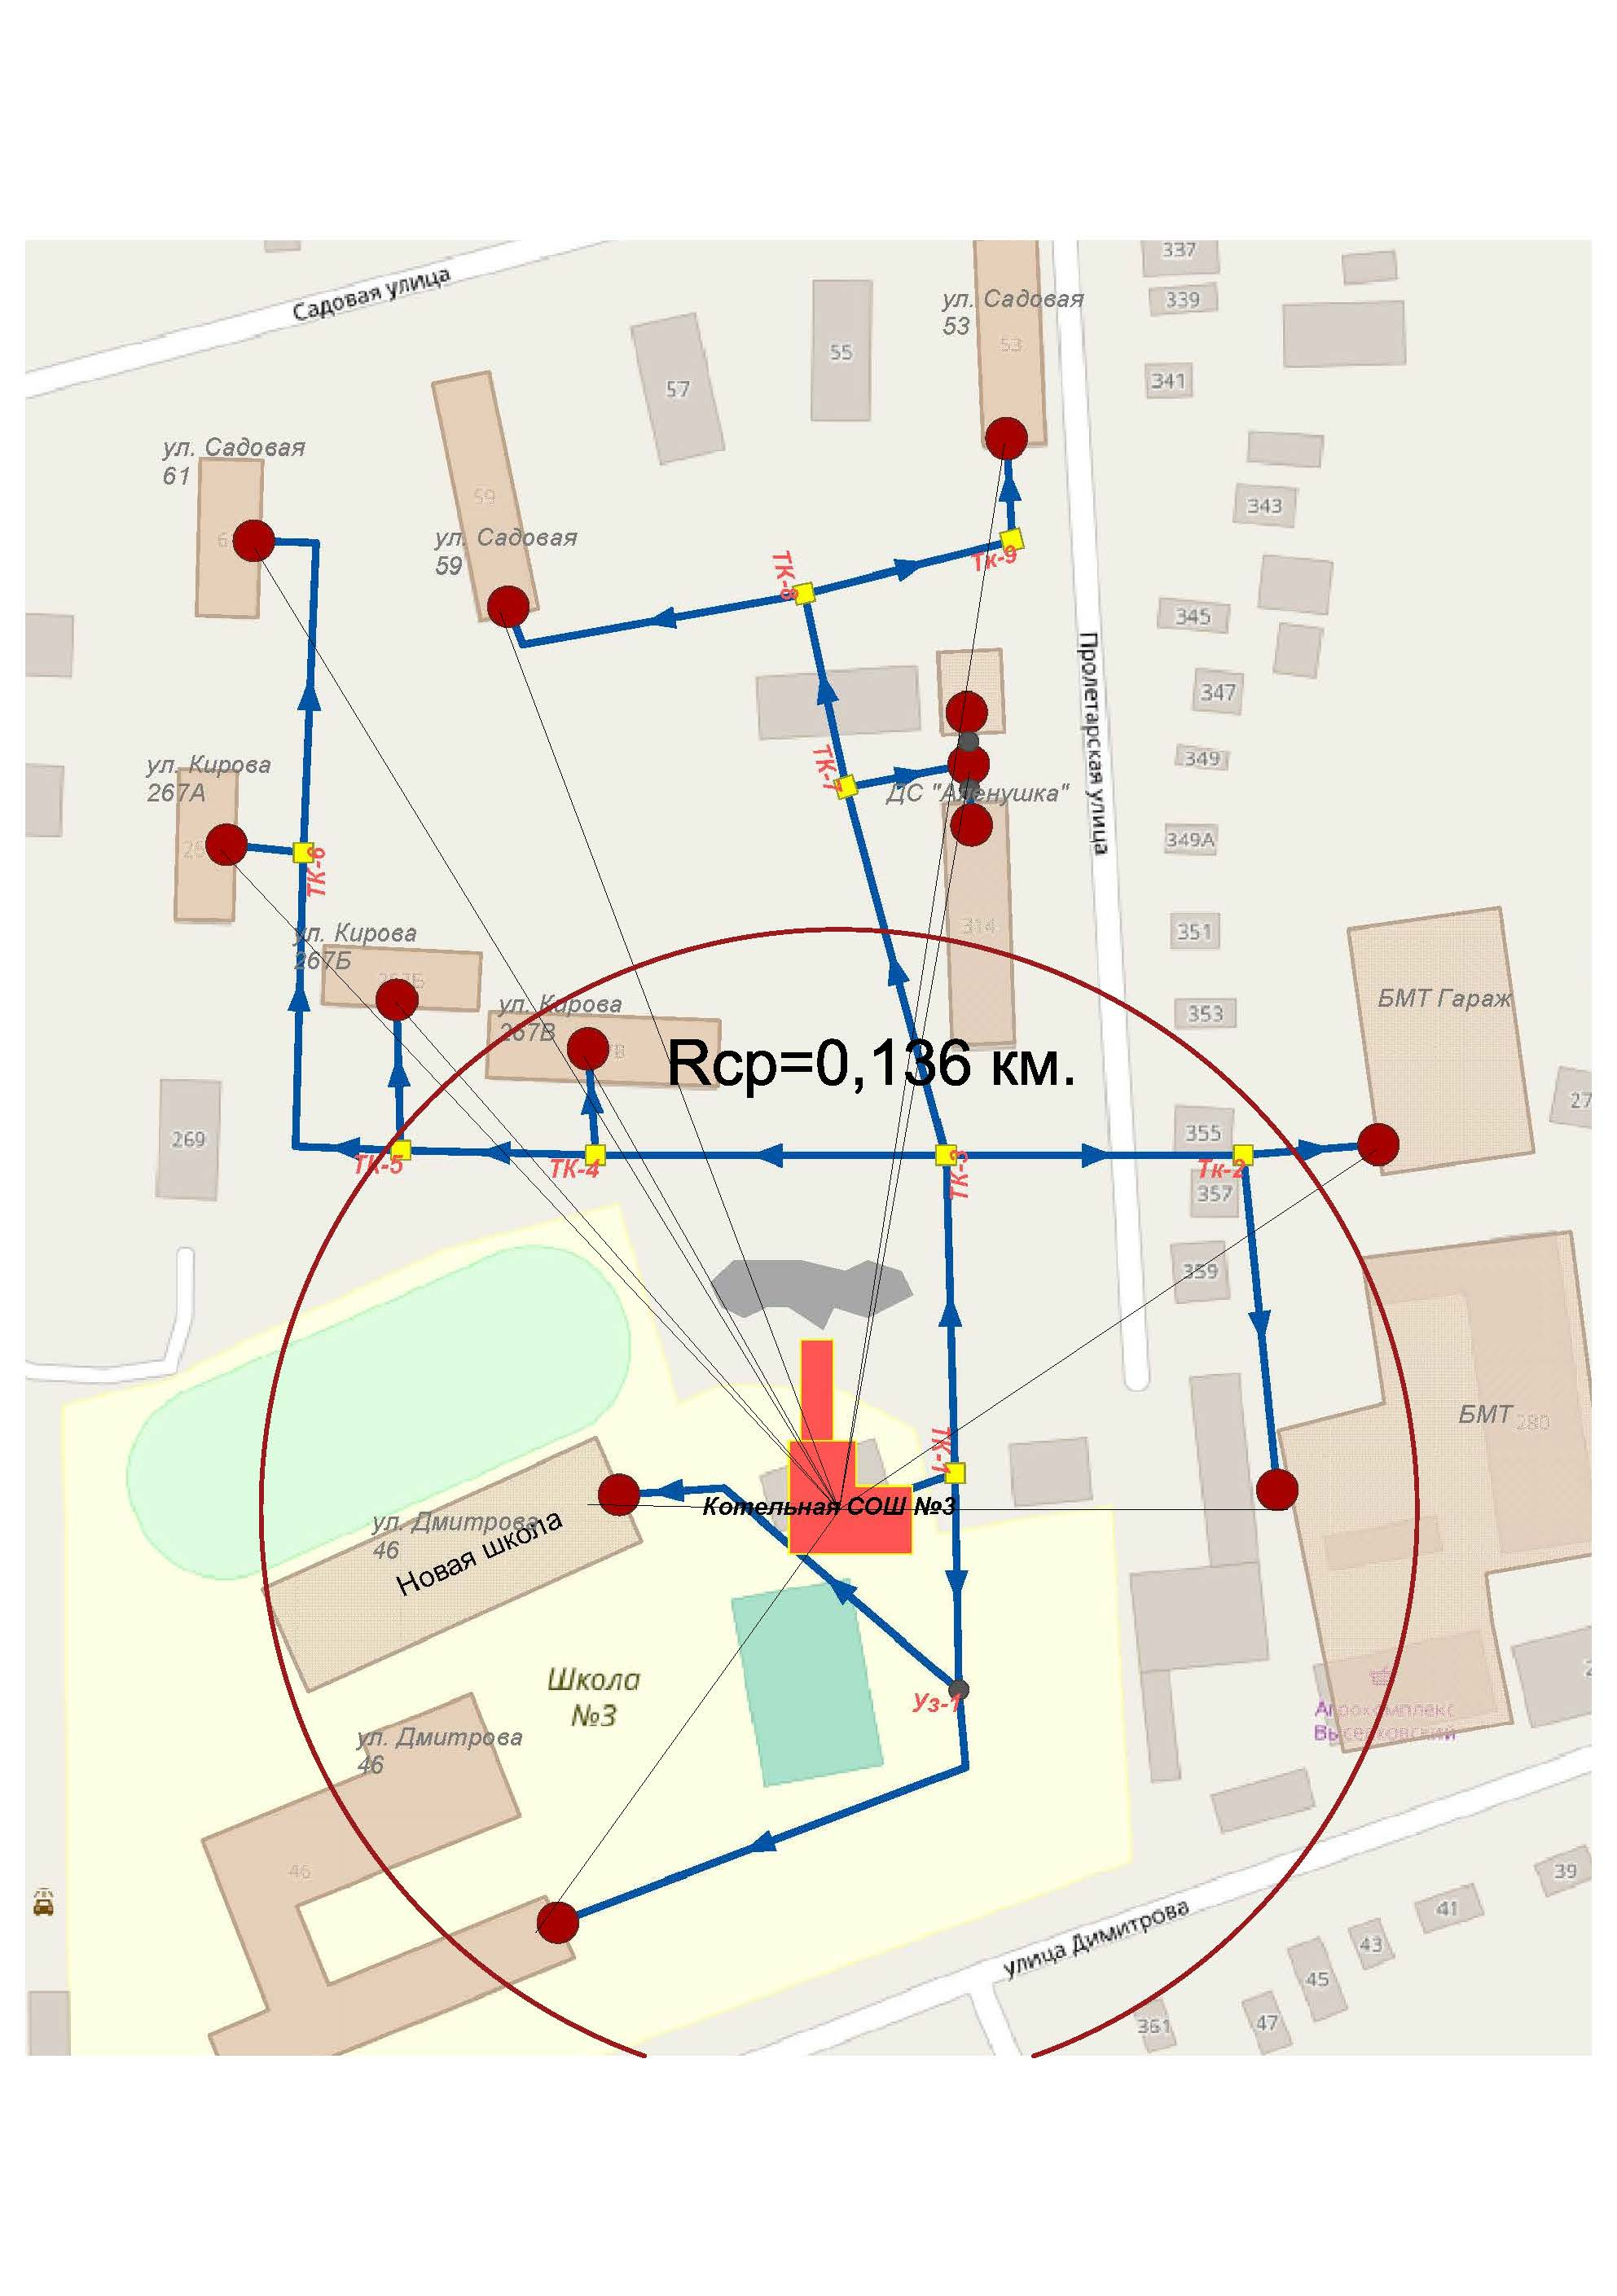 Садовая улица
337
ул. Садовая
53
339
53
55
341
57
ул. Садовая
61
59
343
ул. Садовая
59
ТК-8
Тк-9
345
Пролетарская улица
347
ТК-7
349
ул. Кирова
267А
ДС "Аленушка"
349А
ТК-6
314
351
ул. Кирова
267Б
БМТ Гараж
ул. Кирова
267В
353
Rср=0,136 км.
27
355
269
ТК-5
ТК-4
ТК-3
Тк-2
357
359
БМТ
280
ТК-1
Котельная СОШ №3
ул. Дмитрова
46
Новая школа
Школа
№3
Уз-1
Агрокомплекс
Выселковский
ул. Дмитрова
46
46
39
41
улица Димитрова
43
45
47
361